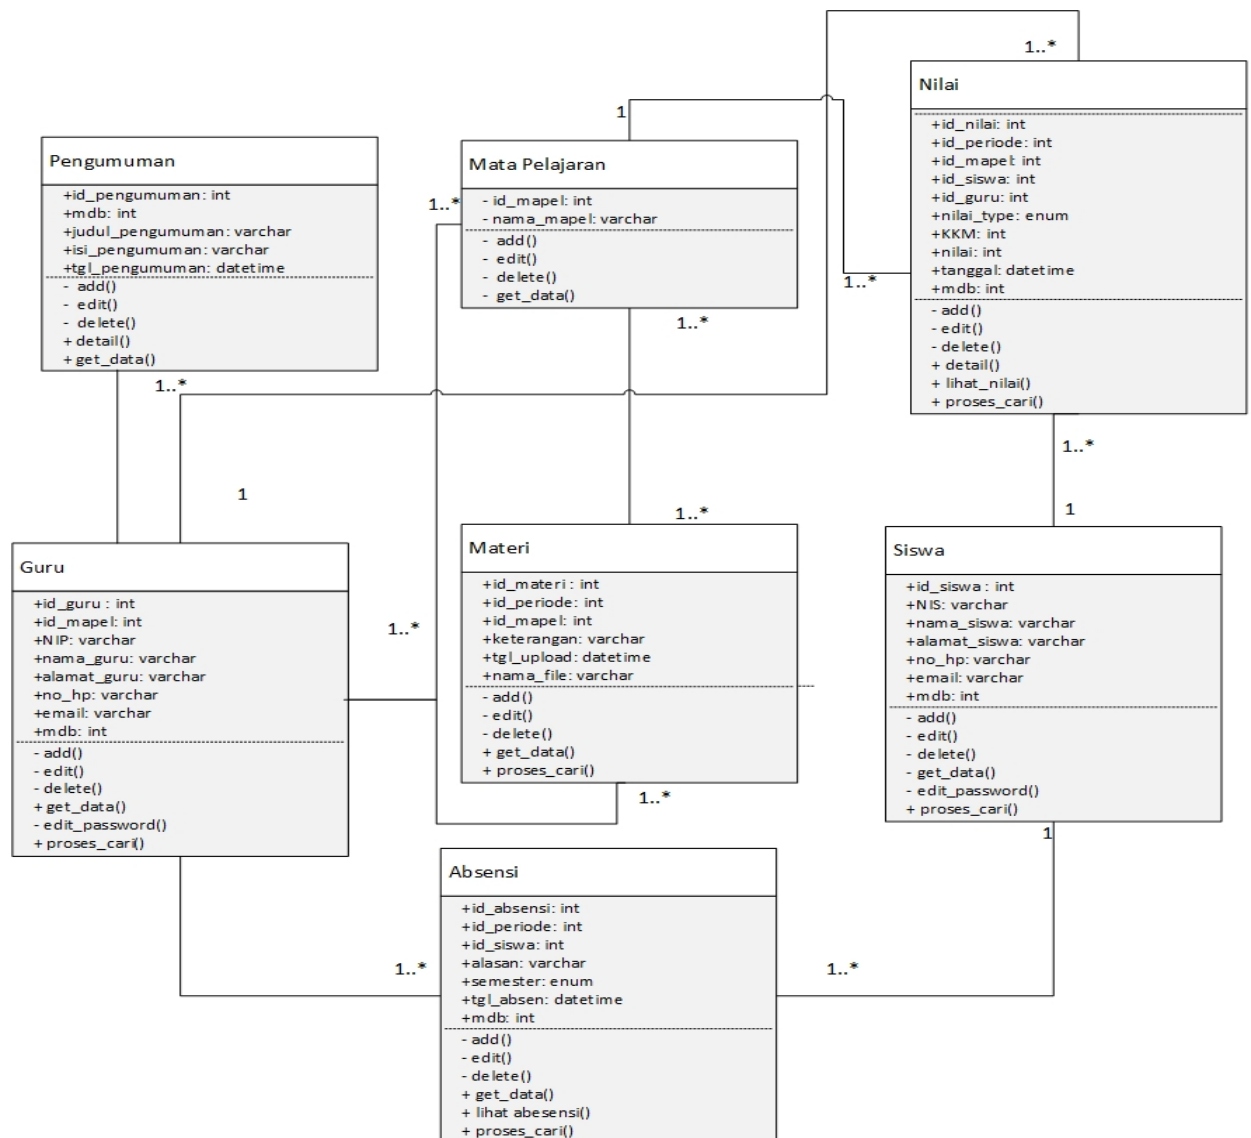 1..*
Nilai
+id_nilai: int
+id_periode: int
+id_mapel: int
+id_siswa: int
+id_guru: int
+nilai_type: enum
+KKM: int
+nilai: int
+tanggal: datetime
+mdb: int
- add()
- edit()
- delete()
+ detail()
+ lihat_nilai()
+ proses_cari()
1
1..*
Pengumuman
+id_pengumuman: int
+mdb: int
+judul_pengumuman: varchar
+isi_pengumuman: varchar
+tgl_pengumuman: datetime
- add()
- edit()
- delete()
+ detail()
+ get_data()
1..*
Mata Pelajaran
- id_mapel: int
- nama_mapel: varchar
- add()
- edit()
- delete()
- get_data()
1..*
1..*
1..*
1
1..*
1
1..*
Guru
+id_guru : int
+id_mapel: int
+NIP: varchar
+nama_guru: varchar
+alamat_guru: varchar
+no_hp: varchar
+email: varchar
+mdb: int
- add()
- edit()
- delete()
+ get_data()
- edit_password()
+ proses_cari()
1..*
Materi
+id_materi : int
+id_periode: int
+id_mapel: int
+keterangan: varchar
+tgl_upload: datetime
+nama_file: varchar
- add()
- edit()
- delete()
+ get_data()
+ proses_cari()
1..*
Siswa
+id_siswa : int
+NIS: varchar
+nama_siswa: varchar
+alamat_siswa: varchar
+no_hp: varchar
+email: varchar
+mdb: int
- add()
- edit()
- delete()
- get_data()
- edit_password()
+ proses_cari()
1
Absensi
+id_absensi: int
+id_periode: int
+id_siswa: int
+alasan: varchar
+semester: enum
+tgl_absen: datetime
+mdb: int
- add()
- edit()
- delete()
+ get_data()
+ lihat abesensi()
+ proses_cari()
1..*
1..*